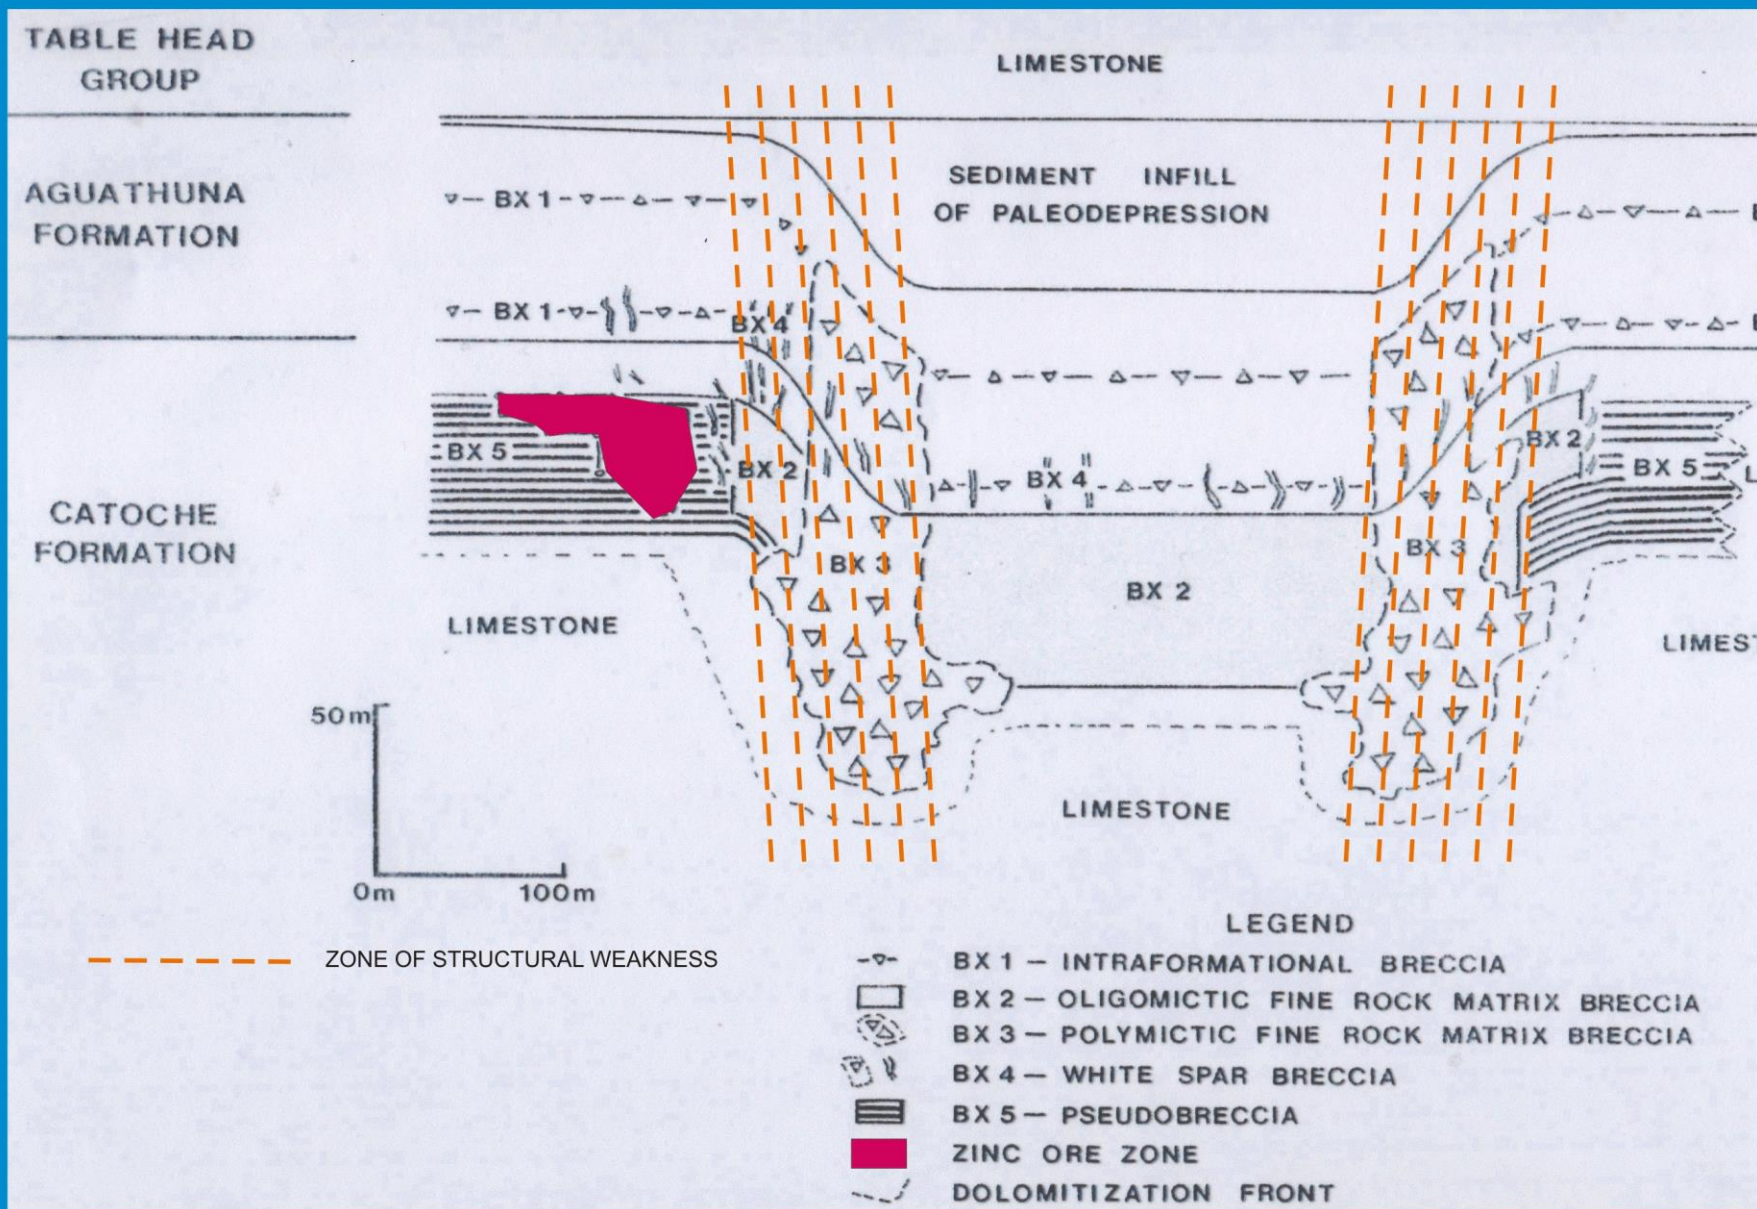 TABLE HEAD
GROUP
LIMESTONE
AGUATHUNA
FORMATION
BX 1
SEDIMENT INFILL
OF PALEODEPRESSION
BX 1
BX 4
CATOCHE
FORMATION
BX 5
BX 2
BX 4
BX 2
BX 5
BX 3
BX 3
BX 2
LIMESTONE
LIMEST
50m
LIMESTONE
0m
100m
LEGEND
ZONE OF STRUCTURAL WEAKNESS
BX 1 – INTRAFORMATIONAL BRECCIA
BX 2 – OLIGOMICTIC FINE ROCK MATRIX BRECCIA
BX 3 – POLYMICTIC FINE ROCK MATRIX BRECCIA
BX 4 – WHITE SPAR BRECCIA
BX 5 – PSEUDOBRECCIA
ZINC ORE ZONE
DOLOMITIZATION FRONT